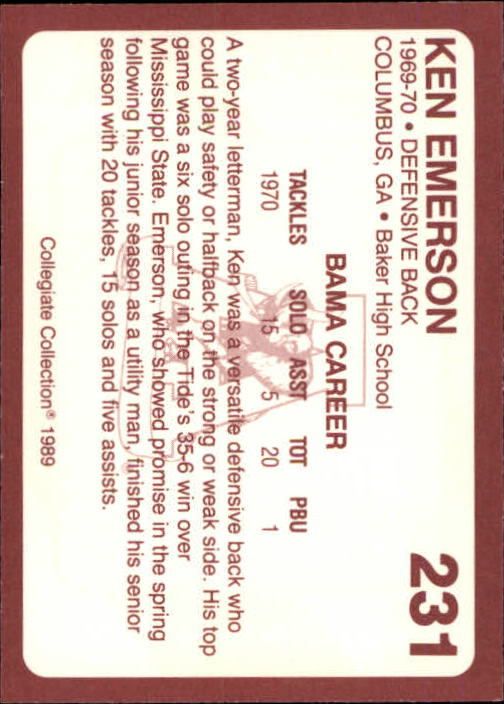 KEN EMERSON 231
1969-70 • DEFENSIVE BACK
COLUMBUS, GA • Baker High School
BAMA CAREER
TACKLES SOLO ASST TOT PBU
1970 15 5 20 1
A two-year letterman, Ken was a versatile defensive back who
could play safety or halfback on the strong or weak side. His top
game was a six solo outing in the Tide's 35-6 win over
Mississippi State. Emerson, who showed promise in the spring
following his junior season as a utility man, finished his senior
season with 20 tackles, 15 solos and five assists.
Collegiate Collection® 1989